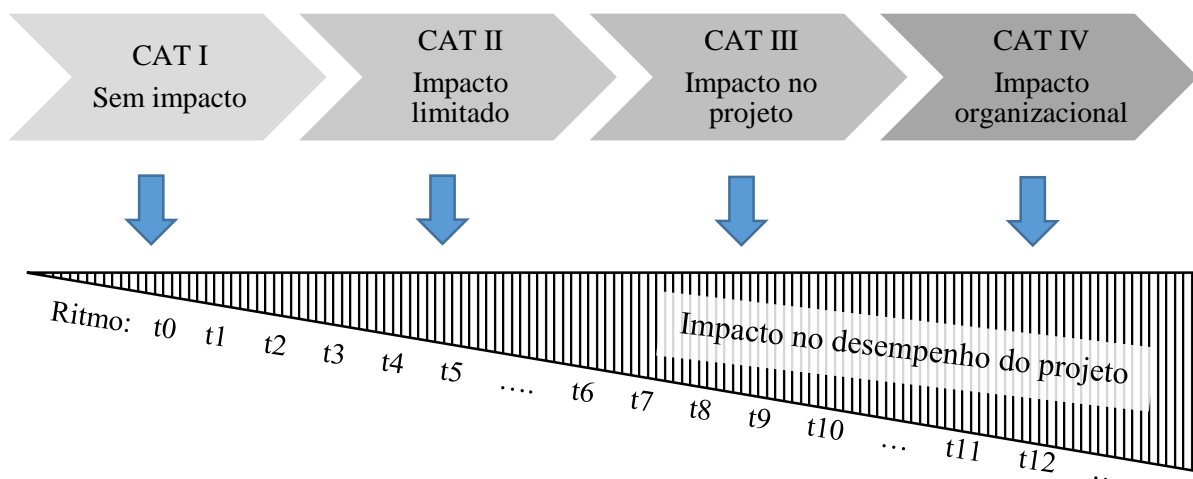 CAT I
Sem impacto
CAT II
Impacto
limitado
CAT III
Impacto no
projeto
CAT IV
Impacto
organizacional
Ritmo: t0 t1 t2 t3 t4 t5 .... t6 t7 t8 t9 t10 ... t11 t12 ..
Impacto no desempenho do projeto